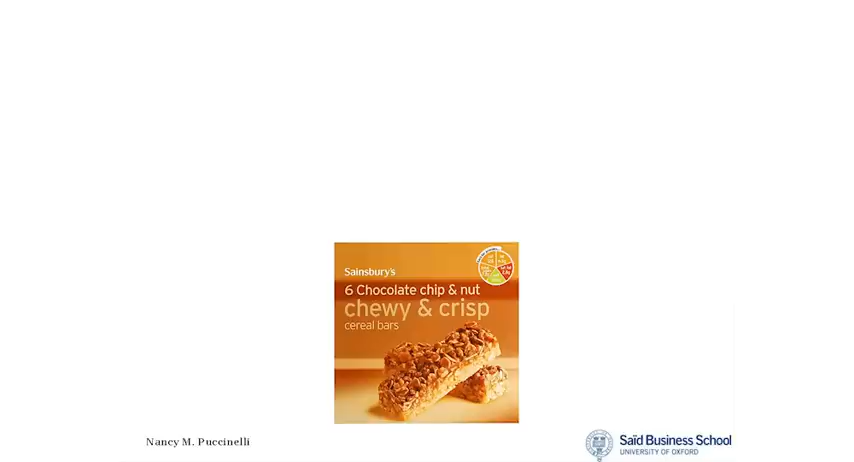 Sainsbury's
6 Chocolate chip & nut
chewy & crisp
cereal bars
Nancy M. Puccinelli
Saïd Business School
UNIVERSITY OF OXFORD